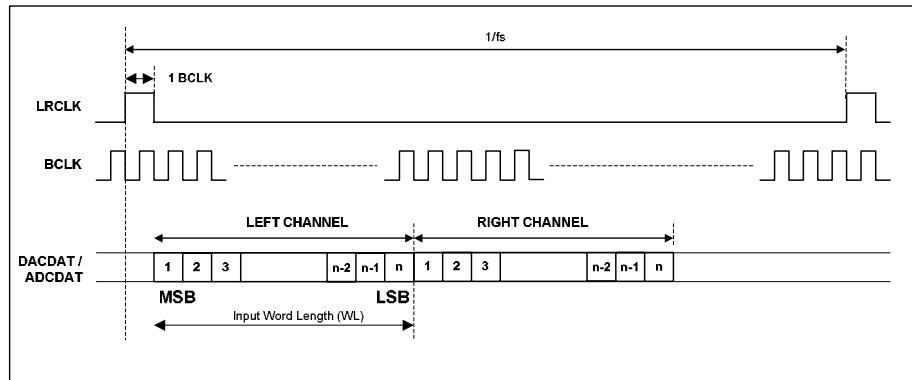 1/fs
1 BCLK
LRCLK
BCLK
LEFT CHANNEL
RIGHT CHANNEL
DACDAT /
ADCDAT
1 2 3 n-2 n-1 n 1 2 3 n-2 n-1 n
MSB LSB
Input Word Length (WL)